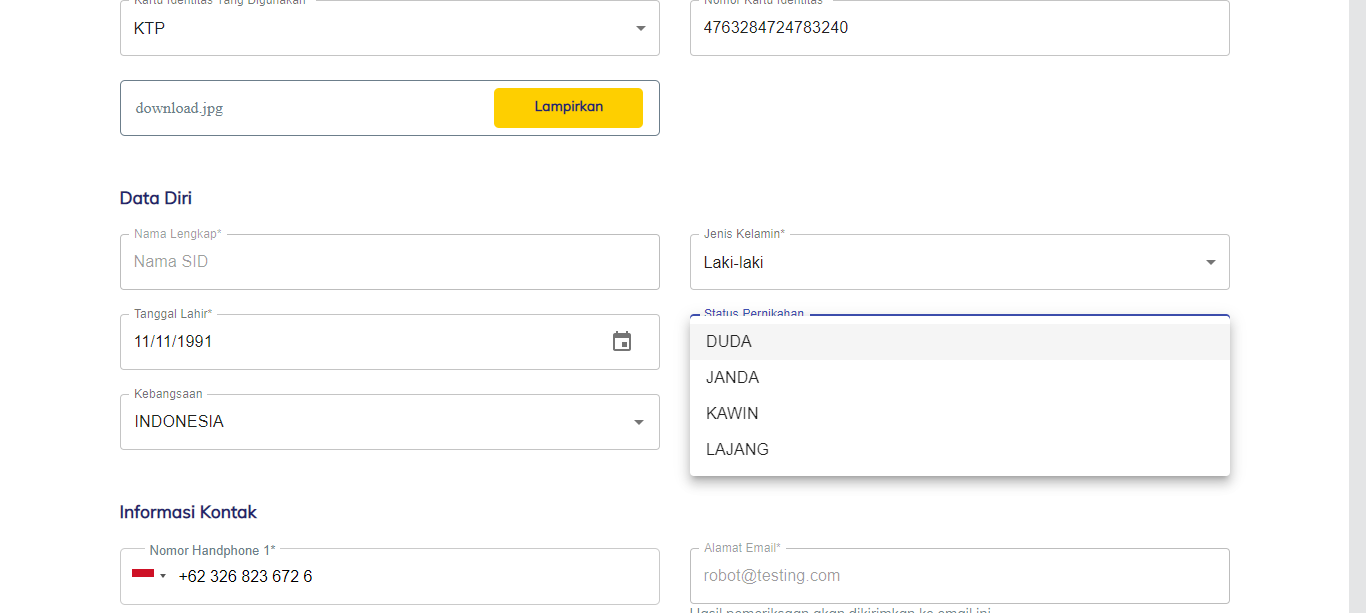 Kartu Identitas Yang Digunakan
KTP
Nomor Kartu Identitas
4763284724783240
download.jpg
Lampirkan
Data Diri
Nama Lengkap*
Nama SID
Jenis Kelamin*
Laki-laki
Tanggal Lahir*
11/11/1991
Status Pernikahan
DUDA
JANDA
KAWIN
LAJANG
Kebangsaan
INDONESIA
Informasi Kontak
Nomor Handphone 1*
+62 326 823 672 6
Alamat Email*
robot@testing.com
Hasil pemeriksaan akan dikirimkan ke email ini